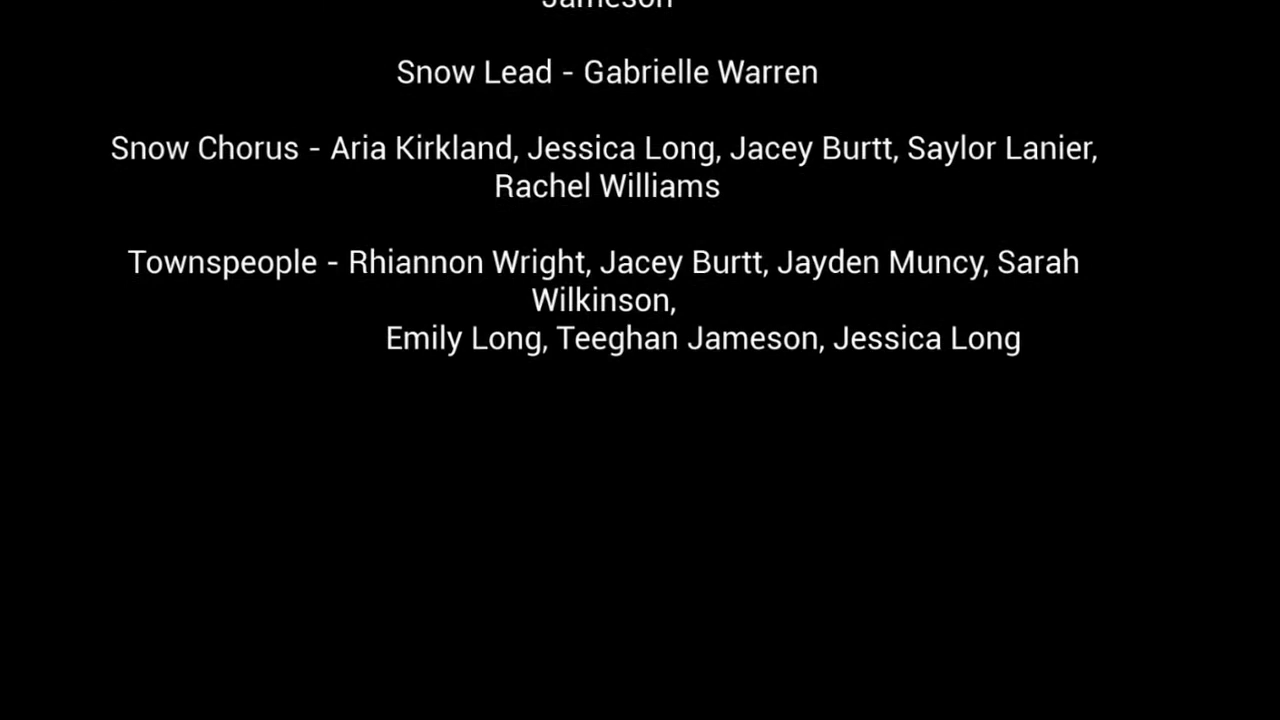 Jameson
Snow Lead - Gabrielle Warren
Snow Chorus - Aria Kirkland, Jessica Long, Jacey Burtt, Saylor Lanier,
Rachel Williams
Townspeople - Rhiannon Wright, Jacey Burtt, Jayden Muncy, Sarah
Wilkinson,
Emily Long, Teeghan Jameson, Jessica Long